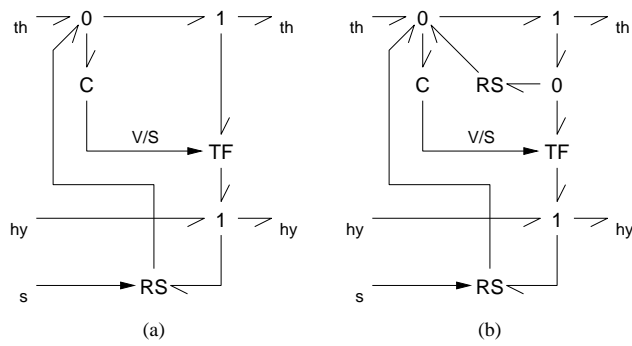 th 0 1 th 0 1 th
C C RS 0
V/S TF V/S TF
hy 1 hy hy 1 hy
s RS s RS
(a) (b)